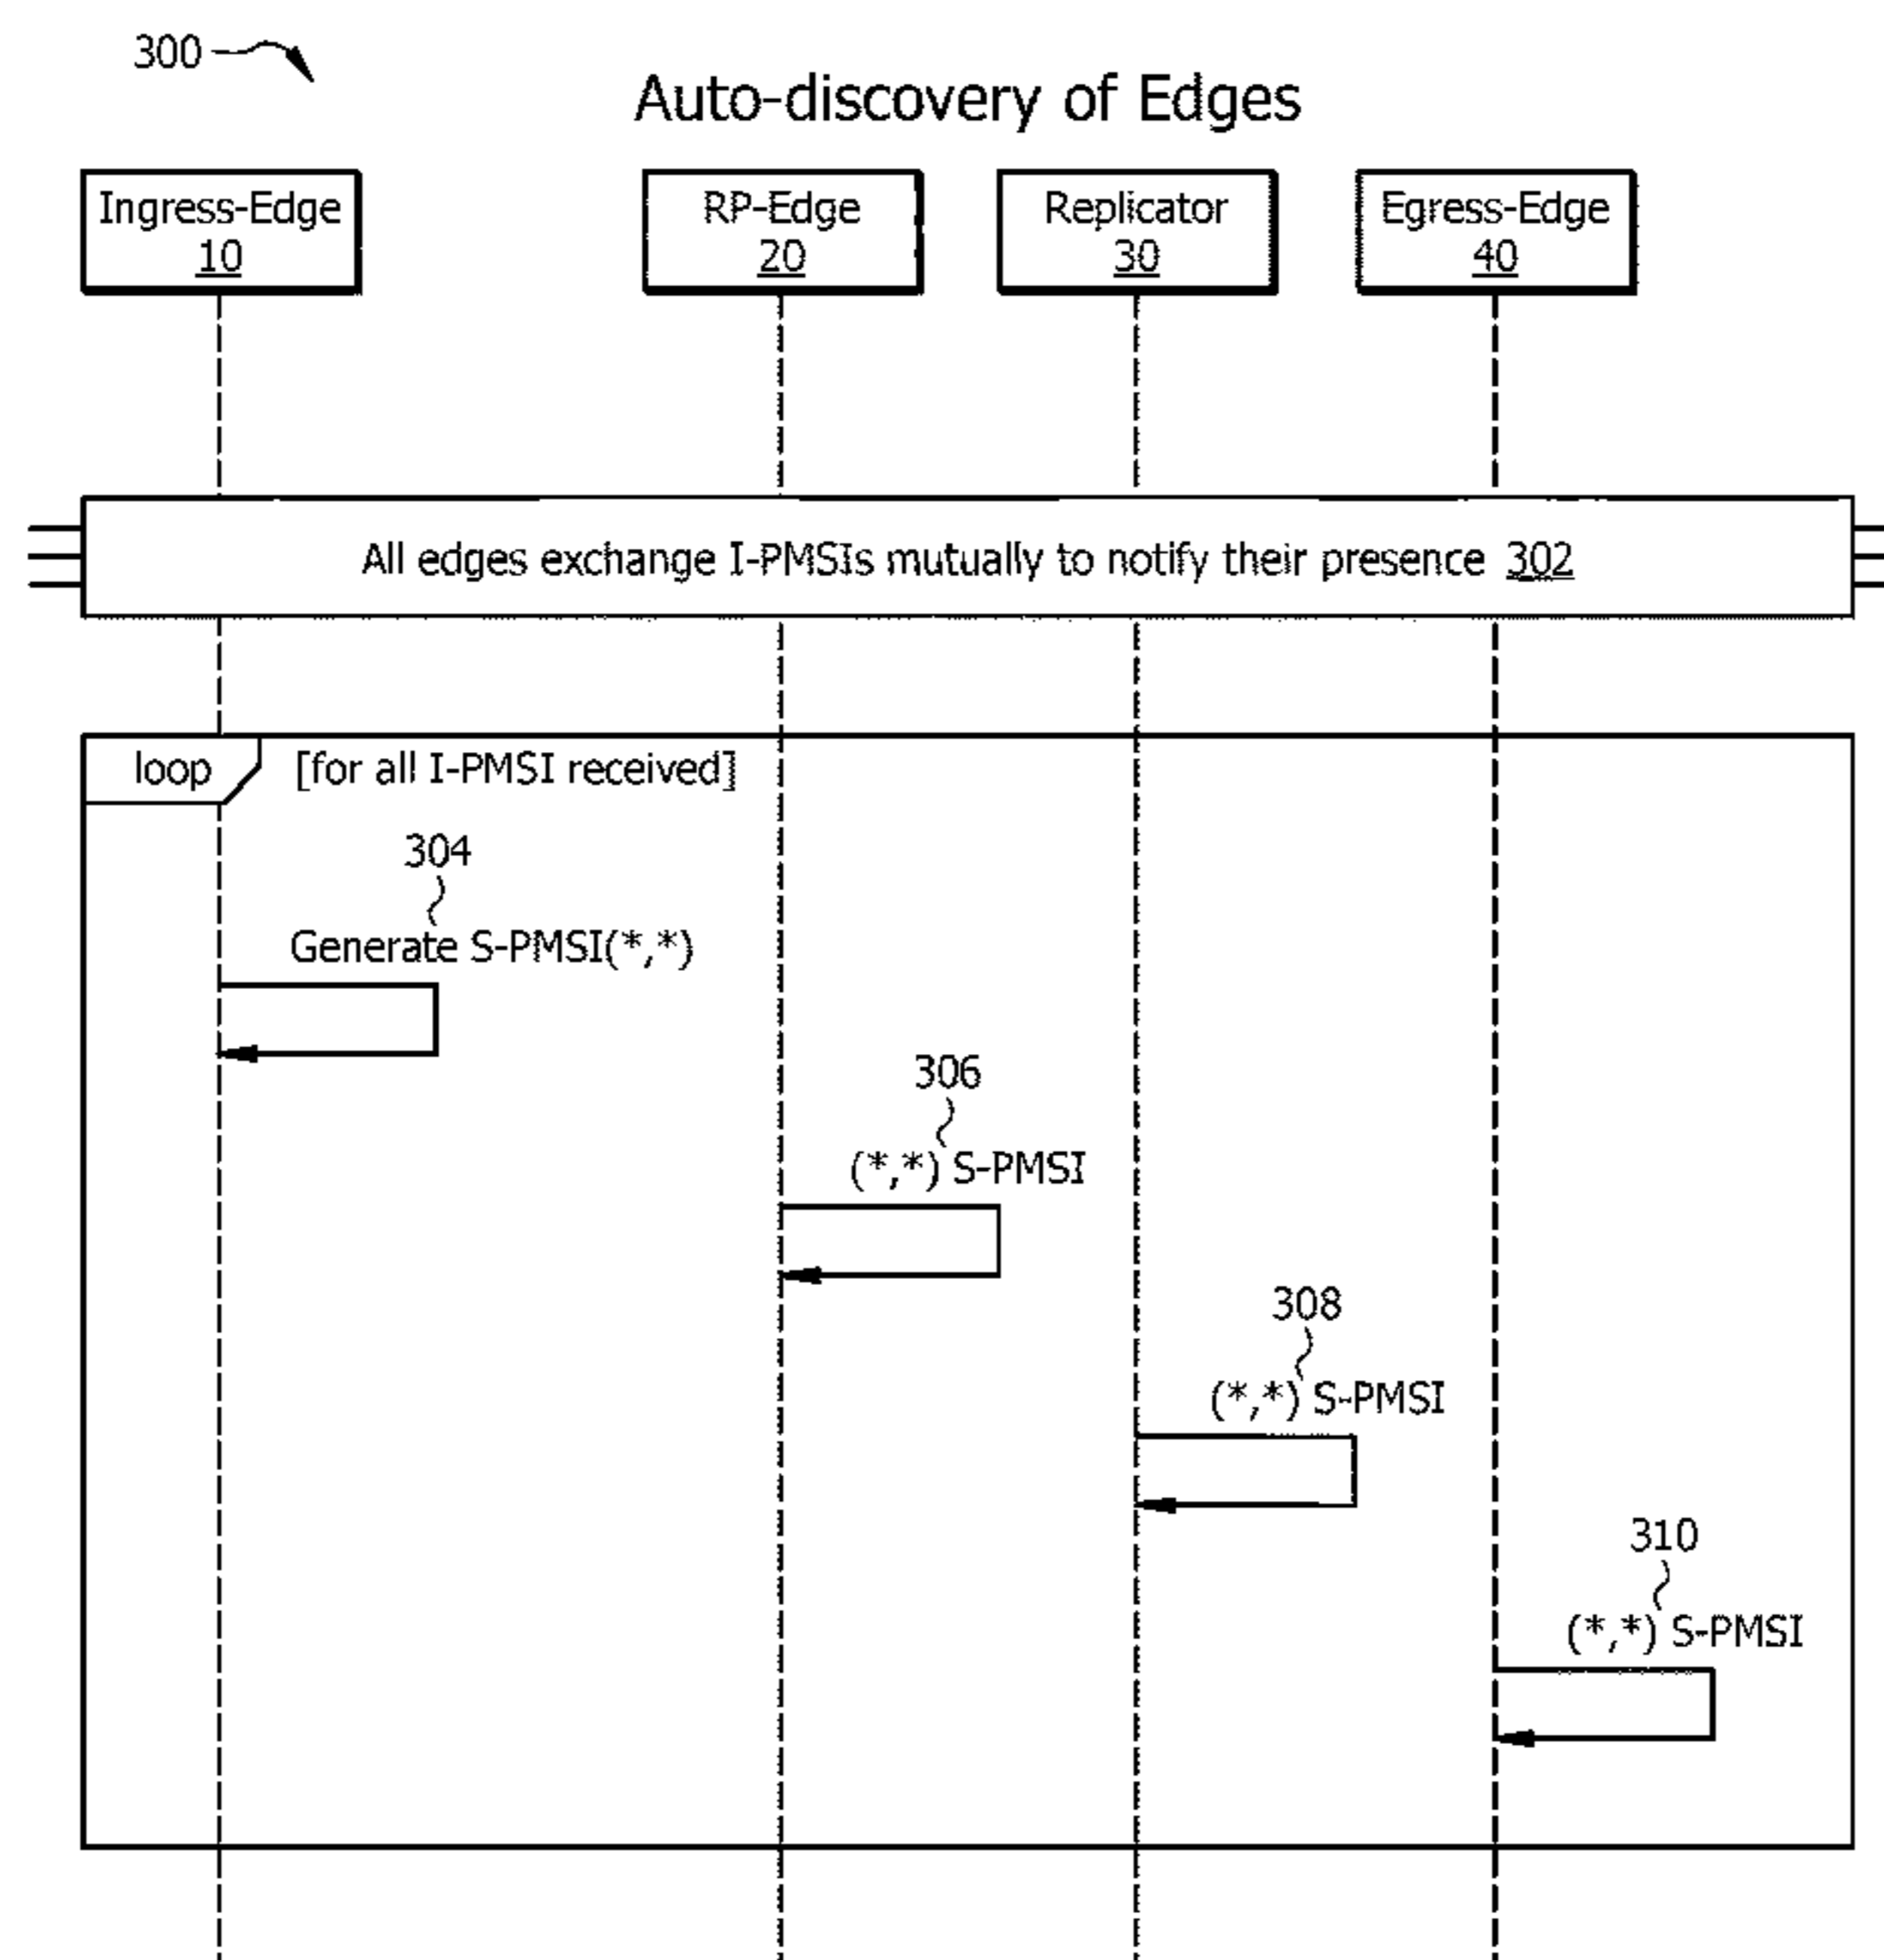 300
Auto-discovery of Edges
Ingress-Edge
10
RP-Edge
20
Replicator
30
Egress-Edge
40
All edges exchange I-PMSIs mutually to notify their presence 302
loop [for all I-PMSI received]
304
Generate S-PMSI(*,*)
306
(*,*) S-PMSI
308
(*,*) S-PMSI
310
(*,*) S-PMSI